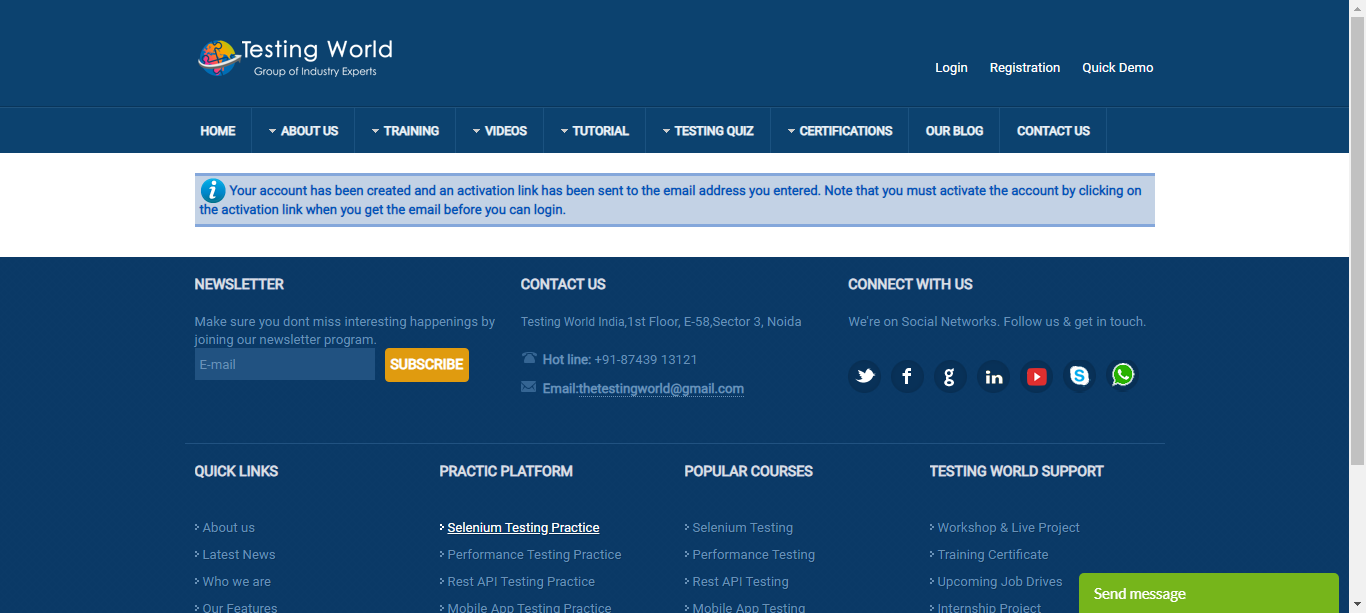 Testing World
Group of Industry Experts
Login Registration Quick Demo
HOME ABOUT US TRAINING VIDEOS TUTORIAL TESTING QUIZ CERTIFICATIONS OUR BLOG CONTACT US
Your account has been created and an activation link has been sent to the email address you entered. Note that you must activate the account by clicking on
the activation link when you get the email before you can login.
NEWSLETTER
Make sure you dont miss interesting happenings by
joining our newsletter program.
E-mail SUBSCRIBE
CONTACT US
Testing World India,1st Floor, E-58,Sector 3, Noida
Hot line: +91-87439 13121
Email:thetestingworld@gmail.com
CONNECT WITH US
We're on Social Networks. Follow us & get in touch.
QUICK LINKS
About us
Latest News
Who we are
Our Features
PRACTIC PLATFORM
Selenium Testing Practice
Performance Testing Practice
Rest API Testing Practice
Mobile App Testing Practice
POPULAR COURSES
Selenium Testing
Performance Testing
Rest API Testing
Mobile App Testing
TESTING WORLD SUPPORT
Workshop & Live Project
Training Certificate
Upcoming Job Drives
Internship Project
Send message